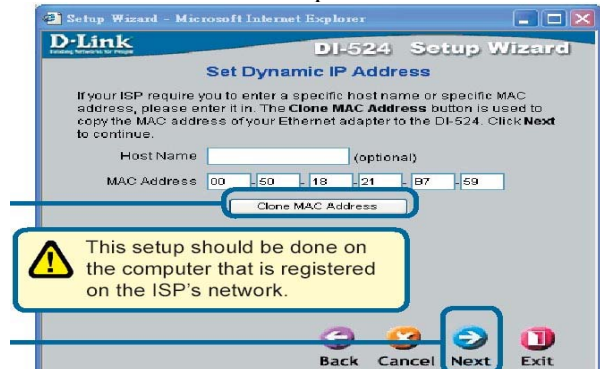 Setup Wizard - Microsoft Internet Explorer
D-Link
Building Networks for People
DI-524 Setup Wizard
Set Dynamic IP Address
If your ISP require you to enter a specific host name or specific MAC
address, please enter it in. The Clone MAC Address button is used to
copy the MAC address of your Ethernet adapter to the DI-524. Click Next
to continue.
Host Name (optional)
MAC Address 00 - 50 - 18 - 21 - B7 - 59
Clone MAC Address
This setup should be done on
the computer that is registered
on the ISP's network.
Back Cancel Next Exit